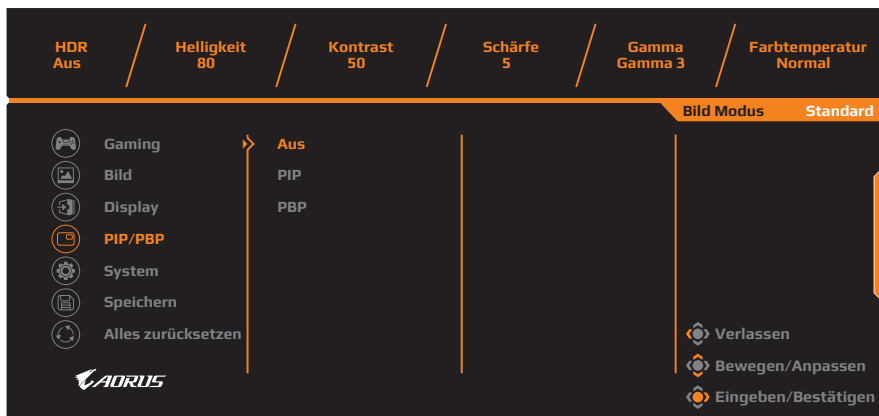 HDR Helligkeit Kontrast Schärfe Gamma Farbtemperatur
Aus 80 50 5 Gamma 3 Normal
Bild Modus Standard
Gaming Aus
Bild PIP
Display PBP
PIP/PBP
System
Speichern
Alles zurücksetzen Verlassen
Bewegen/Anpassen
AORUS
Eingeben/Bestätigen